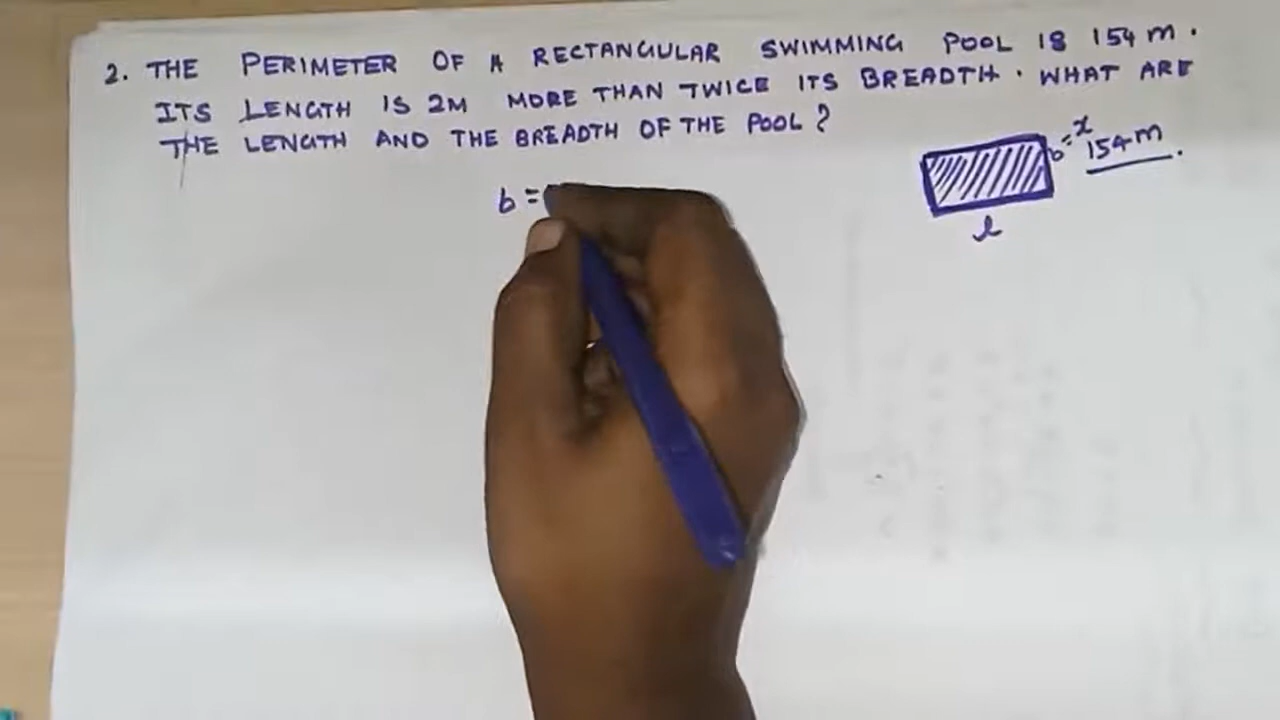 2. THE PERIMETER OF A RECTANGULAR SWIMMING POOL IS 154 m.
ITS LENGTH IS 2M MORE THAN TWICE ITS BREADTH. WHAT ARE
THE LENGTH AND THE BREADTH OF THE POOL?
b = x
154 m.
l
b =